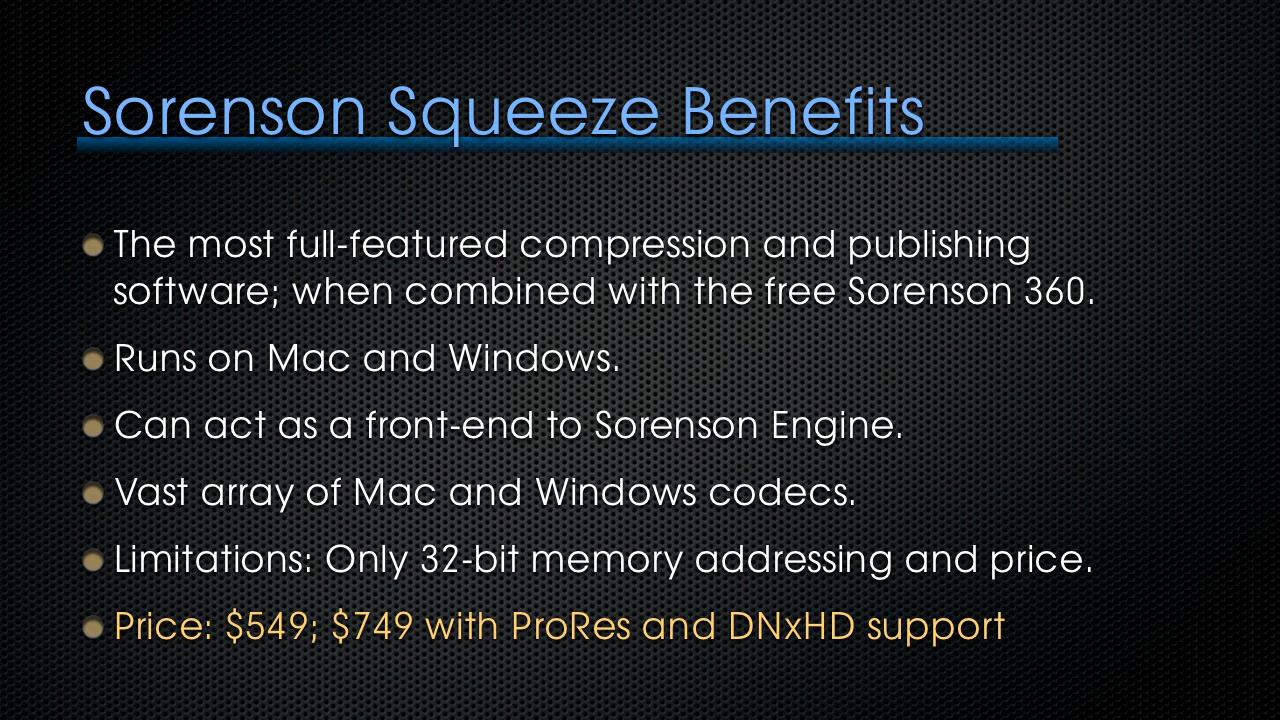 Sorenson Squeeze Benefits
The most full-featured compression and publishing
software; when combined with the free Sorenson 360.
Runs on Mac and Windows.
Can act as a front-end to Sorenson Engine.
Vast array of Mac and Windows codecs.
Limitations: Only 32-bit memory addressing and price.
Price: $549; $749 with ProRes and DNxHD support